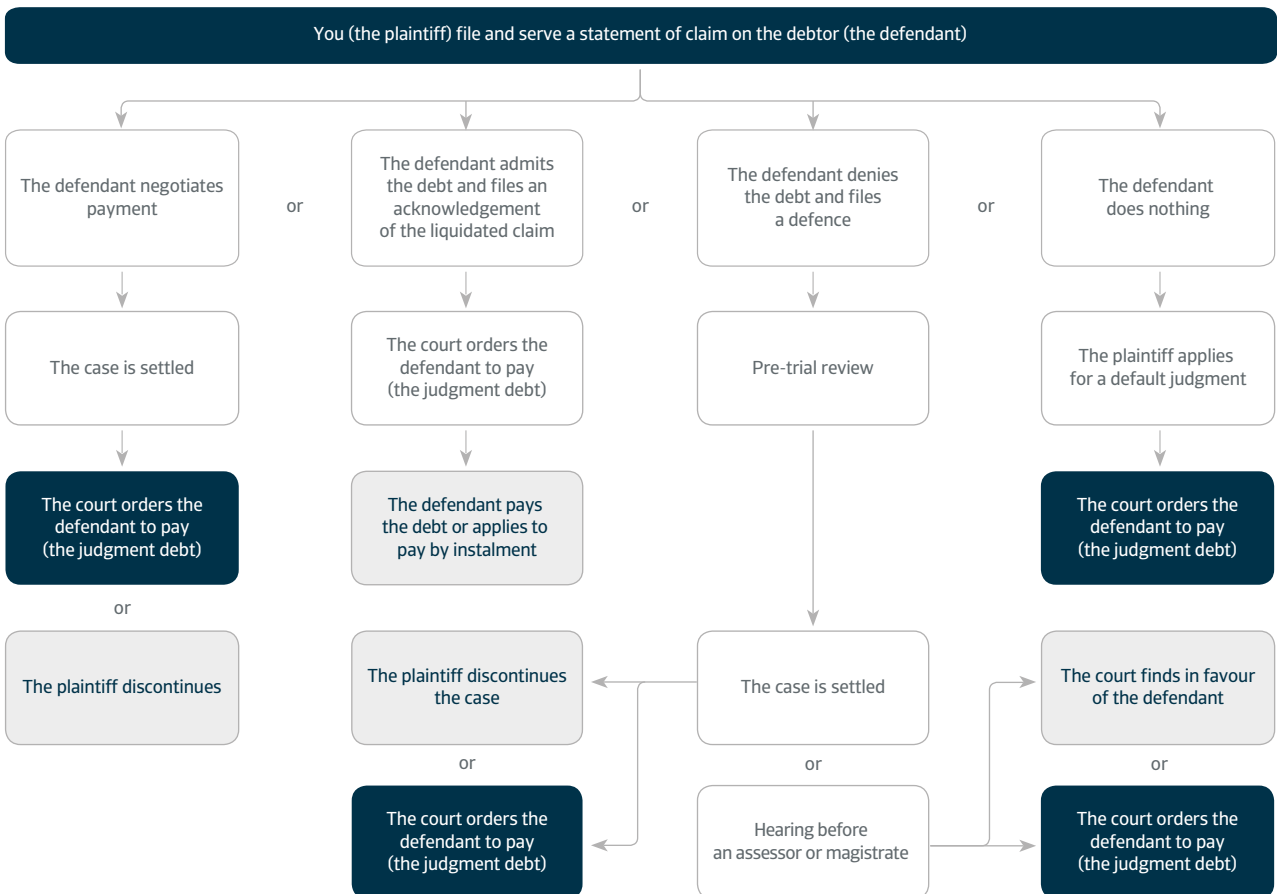 You (the plaintiff) file and serve a statement of claim on the debtor (the defendant)
The defendant negotiates
payment
or
The defendant admits
the debt and files an
acknowledgement
of the liquidated claim
or
The defendant denies
the debt and files
a defence
or
The defendant
does nothing
The case is settled
The court orders the
defendant to pay
(the judgment debt)
Pre-trial review
The plaintiff applies
for a default judgment
The court orders the
defendant to pay
(the judgment debt)
The defendant pays
the debt or applies to
pay by instalment
The court orders the
defendant to pay
(the judgment debt)
or
The plaintiff discontinues
The plaintiff discontinues
the case
The case is settled
The court finds in favour
of the defendant
or
or
or
The court orders the
defendant to pay
(the judgment debt)
Hearing before
an assessor or magistrate
The court orders the
defendant to pay
(the judgment debt)